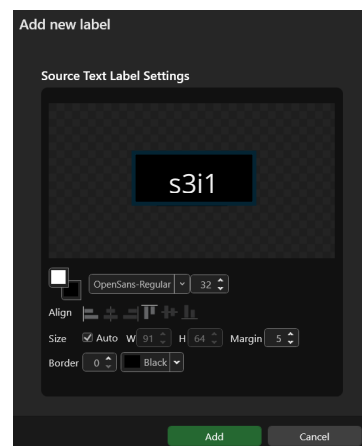 Add new label
Source Text Label Settings
s3i1
OpenSans-Regular 32
Align
Size Auto W 91 H 64 Margin 5
Border 0 Black
Add Cancel